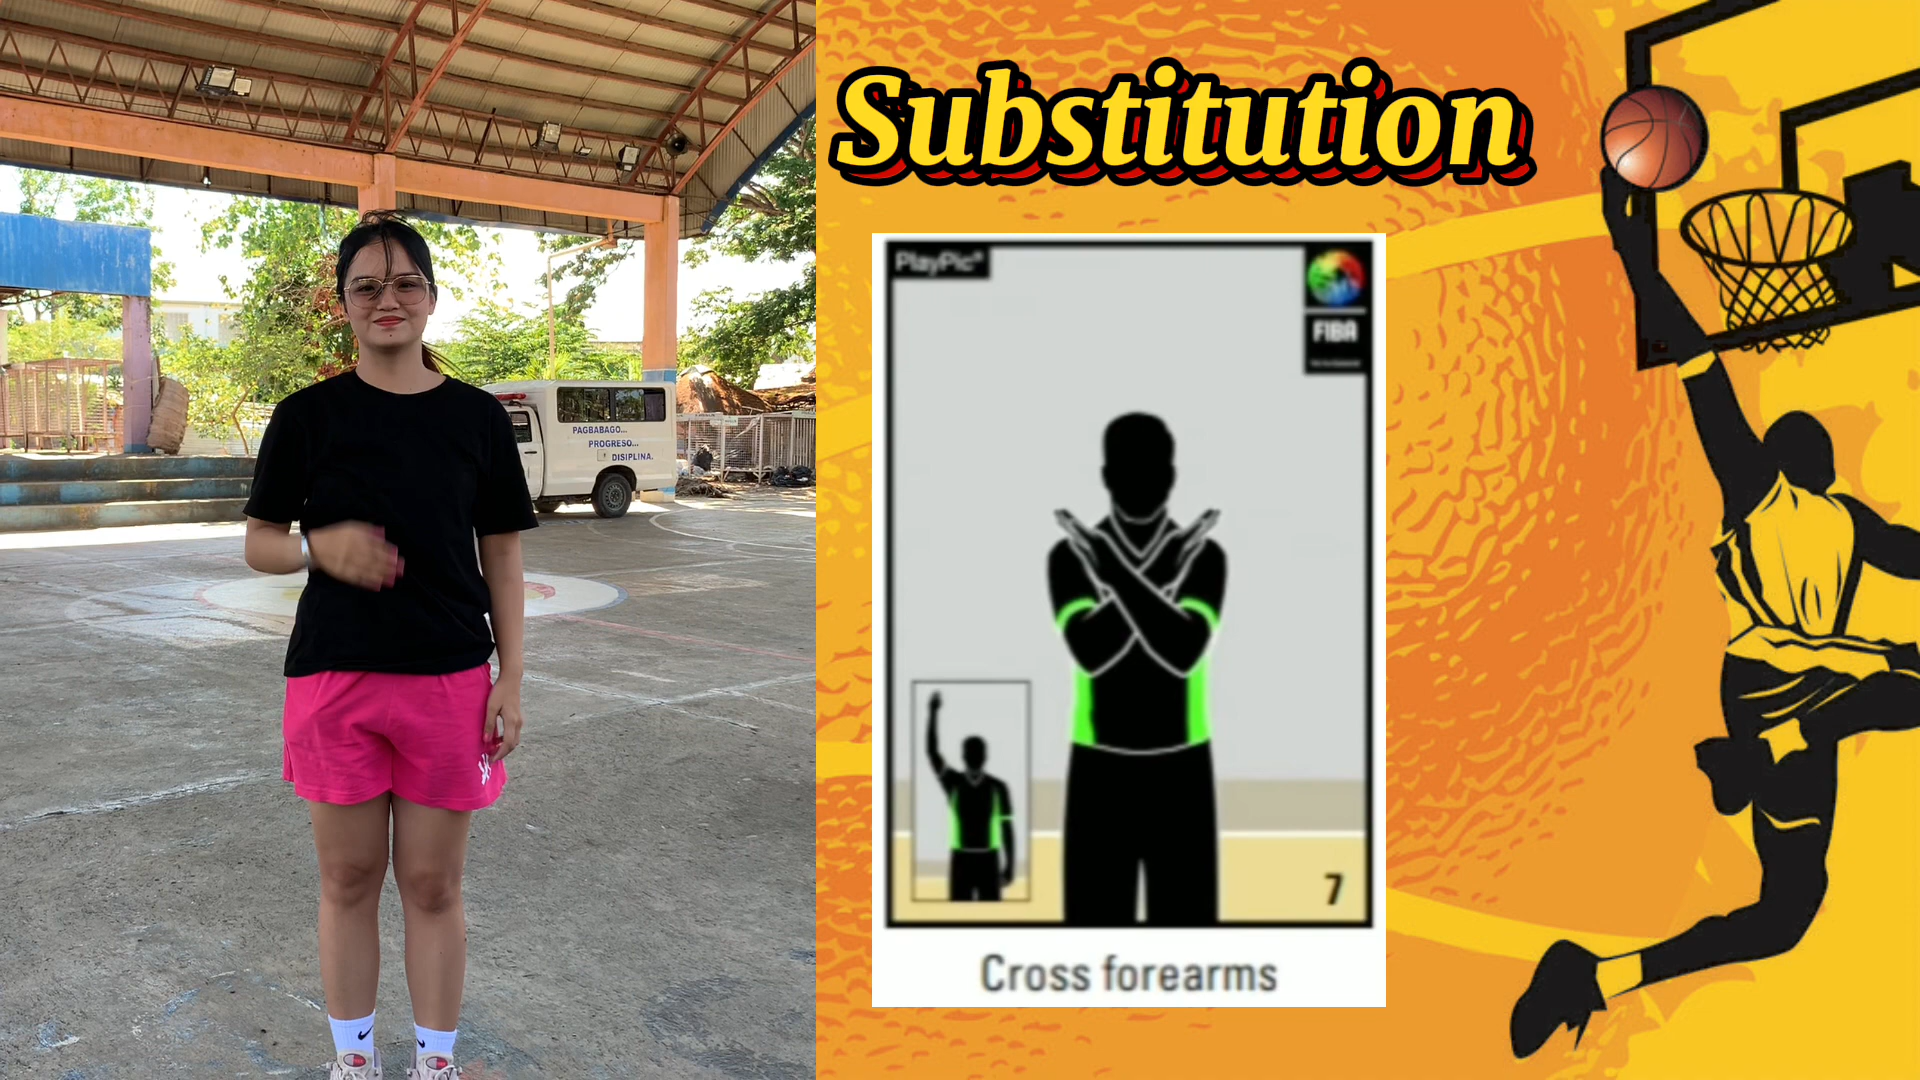 Substitution
PlayPic®
FIBA
PAGBABAGO...
PROGRESO...
DISIPLINA.
7
Cross forearms